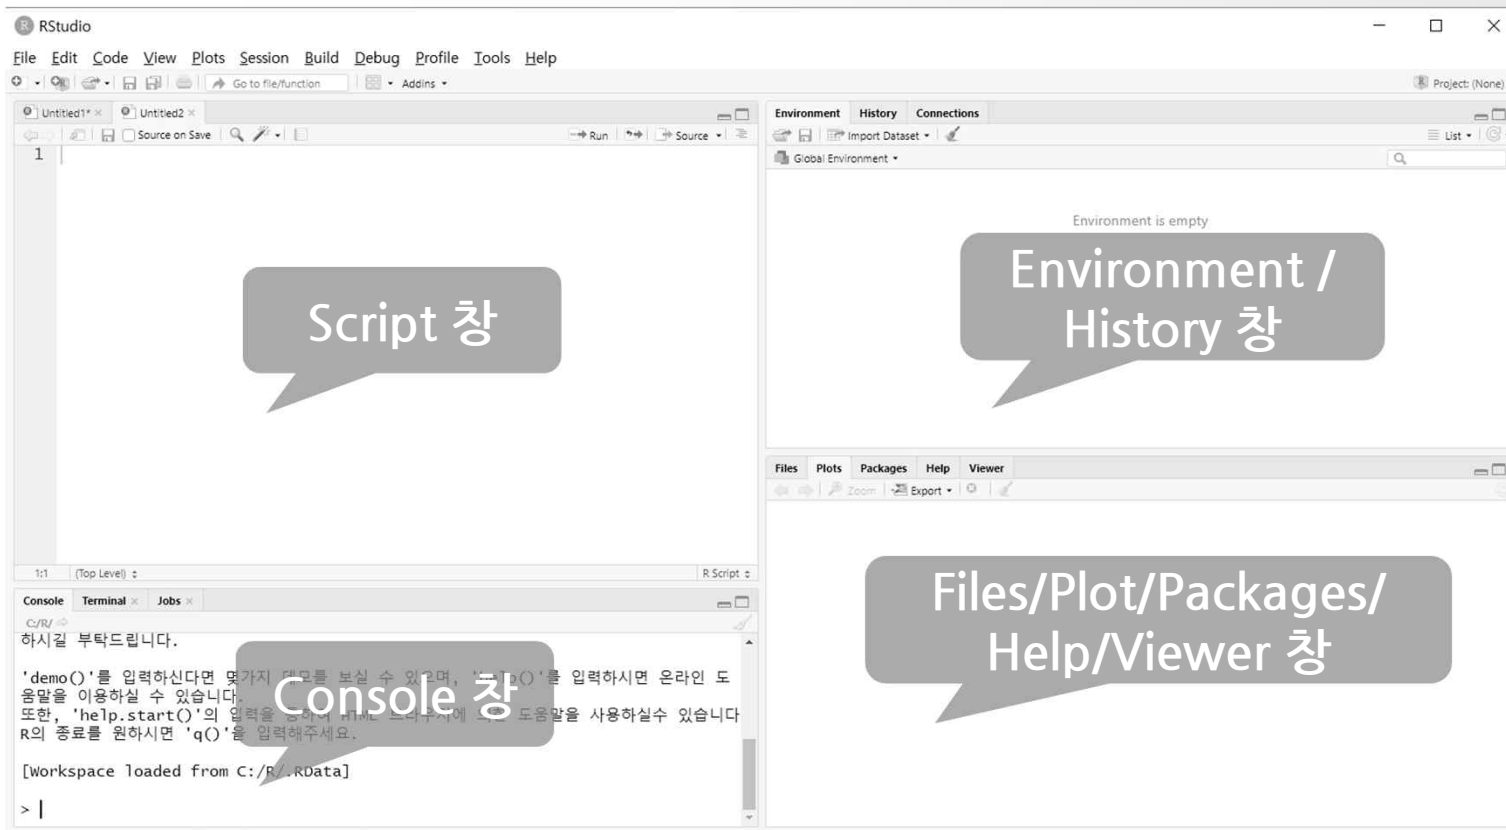 RStudio
File Edit Code View Plots Session Build Debug Profile Tools Help
Go to file/function Addins
Project: (None)
Untitled1* Untitled2
Source on Save Run Source
1
Script 창
1:1 (Top Level) R Script
Environment History Connections
Import Dataset List
Global Environment
Environment is empty
Environment /
History 창
Files Plots Packages Help Viewer
Zoom Export
Files/Plot/Packages/
Help/Viewer 창
Console Terminal Jobs
C:/R/
하시길 부탁드립니다.
'demo()'를 입력하신다면 몇가지 데모를 보실 수 있으며, 'help()'를 입력하시면 온라인 도
움말을 이용하실 수 있습니다.
또한, 'help.start()'의 입력을 통하여 HTML 브라우저에 의한 도움말을 사용하실수 있습니다
R의 종료를 원하시면 'q()'을 입력해주세요.
Console 창
[Workspace loaded from C:/R/.RData]
>